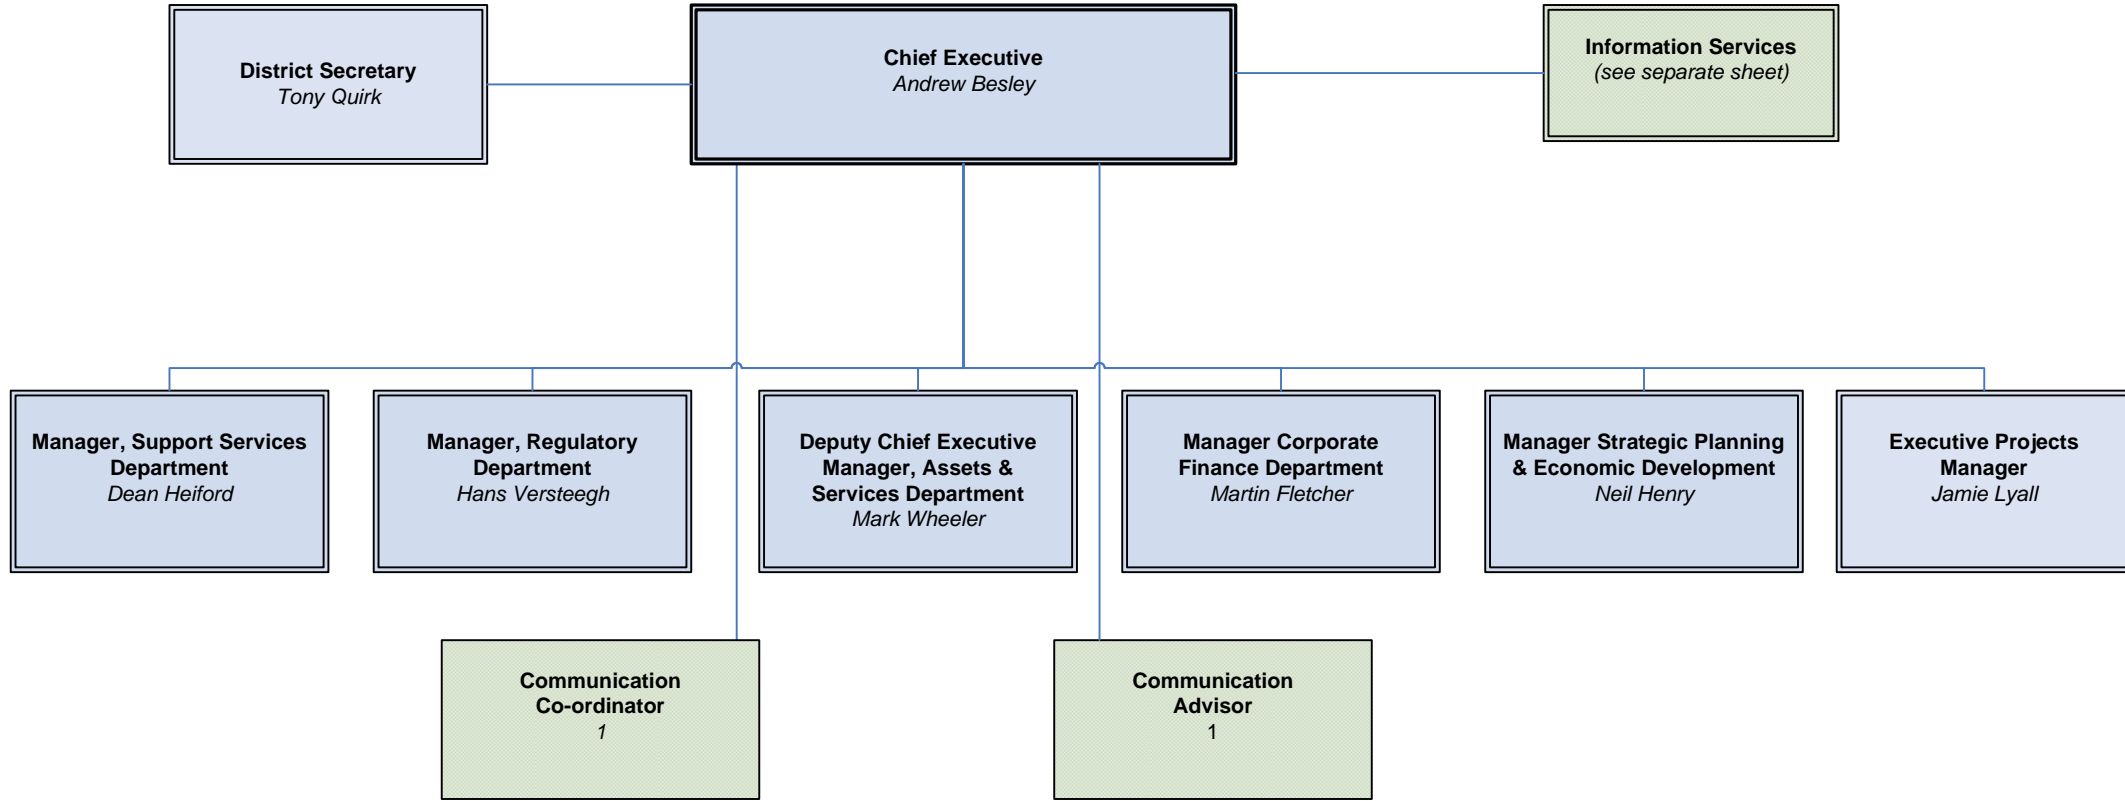 District Secretary
Tony Quirk
Chief Executive
Andrew Besley
Information Services
(see separate sheet)
Manager, Support Services
Department
Dean Heiford
Manager, Regulatory
Department
Hans Versteegh
Deputy Chief Executive
Manager, Assets &
Services Department
Mark Wheeler
Manager Corporate
Finance Department
Martin Fletcher
Manager Strategic Planning
& Economic Development
Neil Henry
Executive Projects
Manager
Jamie Lyall
Communication
Co-ordinator
1
Communication
Advisor
1